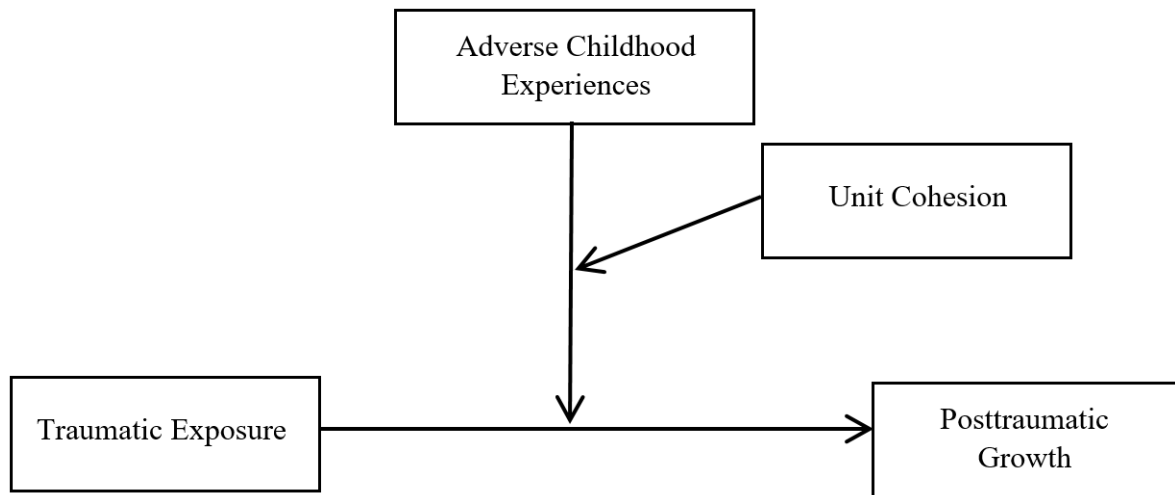 Adverse Childhood
Experiences
Unit Cohesion
Traumatic Exposure
Posttraumatic
Growth